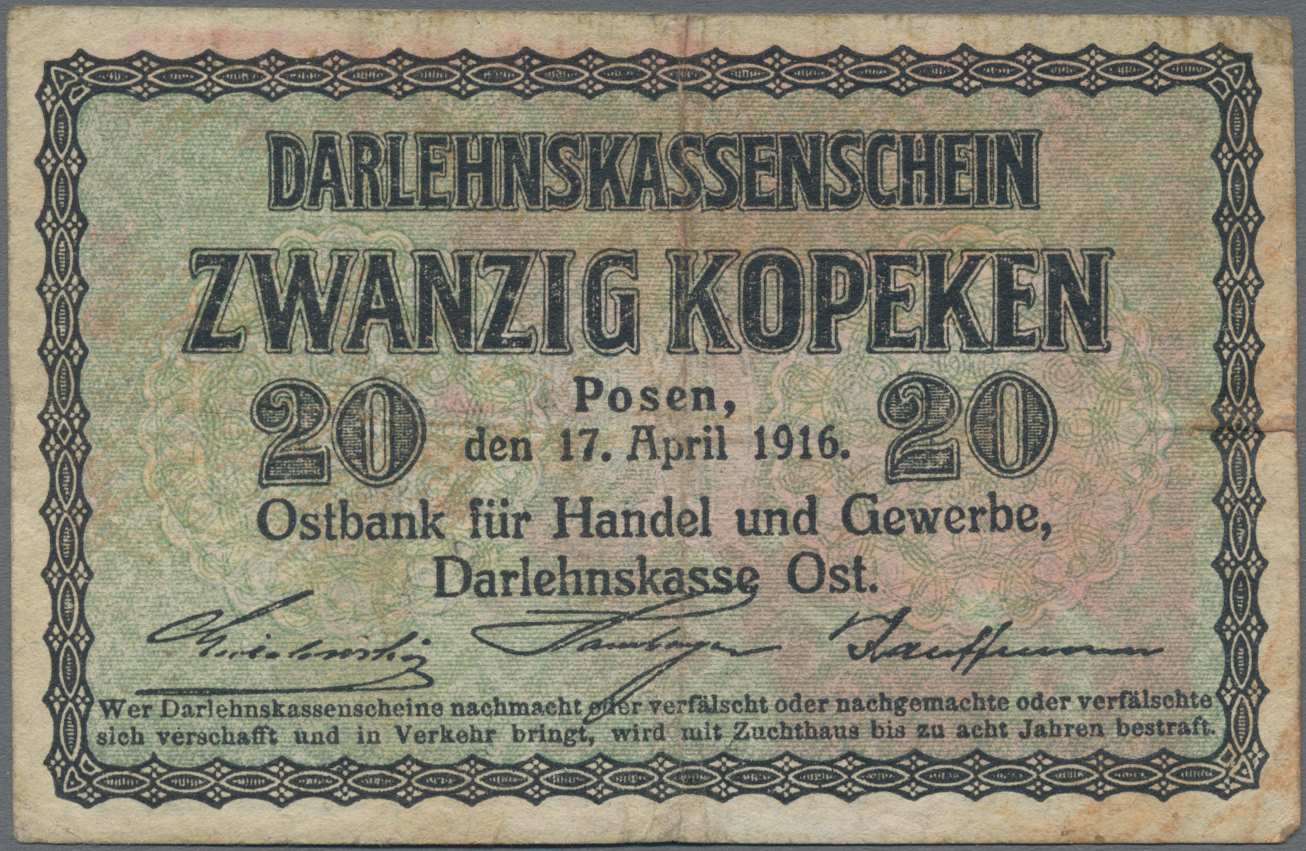 DARLEHNSKASSENSCHEIN
ZWANZIG KOPEKEN
20 Posen, 20
den 17. April 1916.
Ostbank für Handel und Gewerbe,
Darlehnskasse Ost.
Hamburger Kauffmann
Wer Darlehnskassenscheine nachmacht oder verfälscht oder nachgemachte oder verfälschte
sich verschafft und in Verkehr bringt, wird mit Zuchthaus bis zu acht Jahren bestraft.